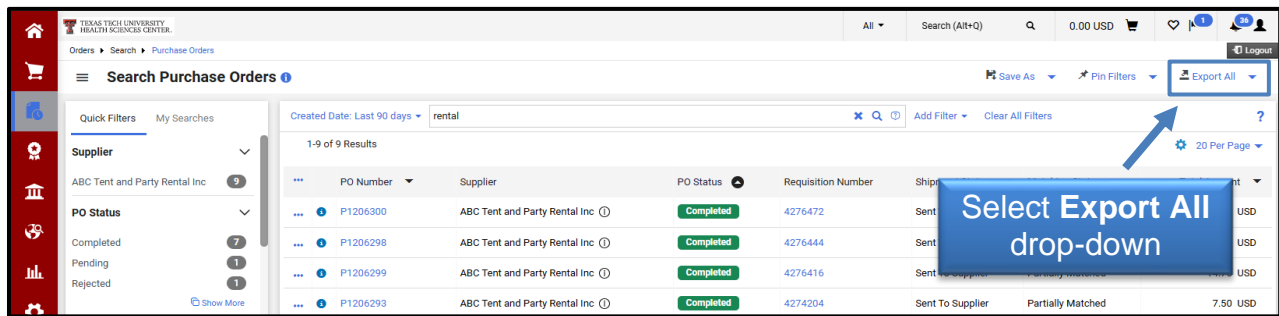 TEXAS TECH UNIVERSITY
HEALTH SCIENCES CENTER.
All Search (Alt+Q) 0.00 USD 1 36
Orders Search Purchase Orders Logout
Search Purchase Orders Save As Pin Filters Export All
Quick Filters My Searches Created Date: Last 90 days rental Add Filter Clear All Filters ?
Supplier 1-9 of 9 Results 20 Per Page
ABC Tent and Party Rental Inc 9 ... PO Number Supplier PO Status Requisition Number
PO Status ... P1206300 ABC Tent and Party Rental Inc Completed 4276472 Sent USD
Completed 7 ... P1206298 ABC Tent and Party Rental Inc Completed 4276444 Sent USD
Pending 1
Rejected 1 ... P1206299 ABC Tent and Party Rental Inc Completed 4276416 USD
Show More ... P1206293 ABC Tent and Party Rental Inc Completed 4274204 Sent To Supplier Partially Matched 7.50 USD
Select Export All
drop-down